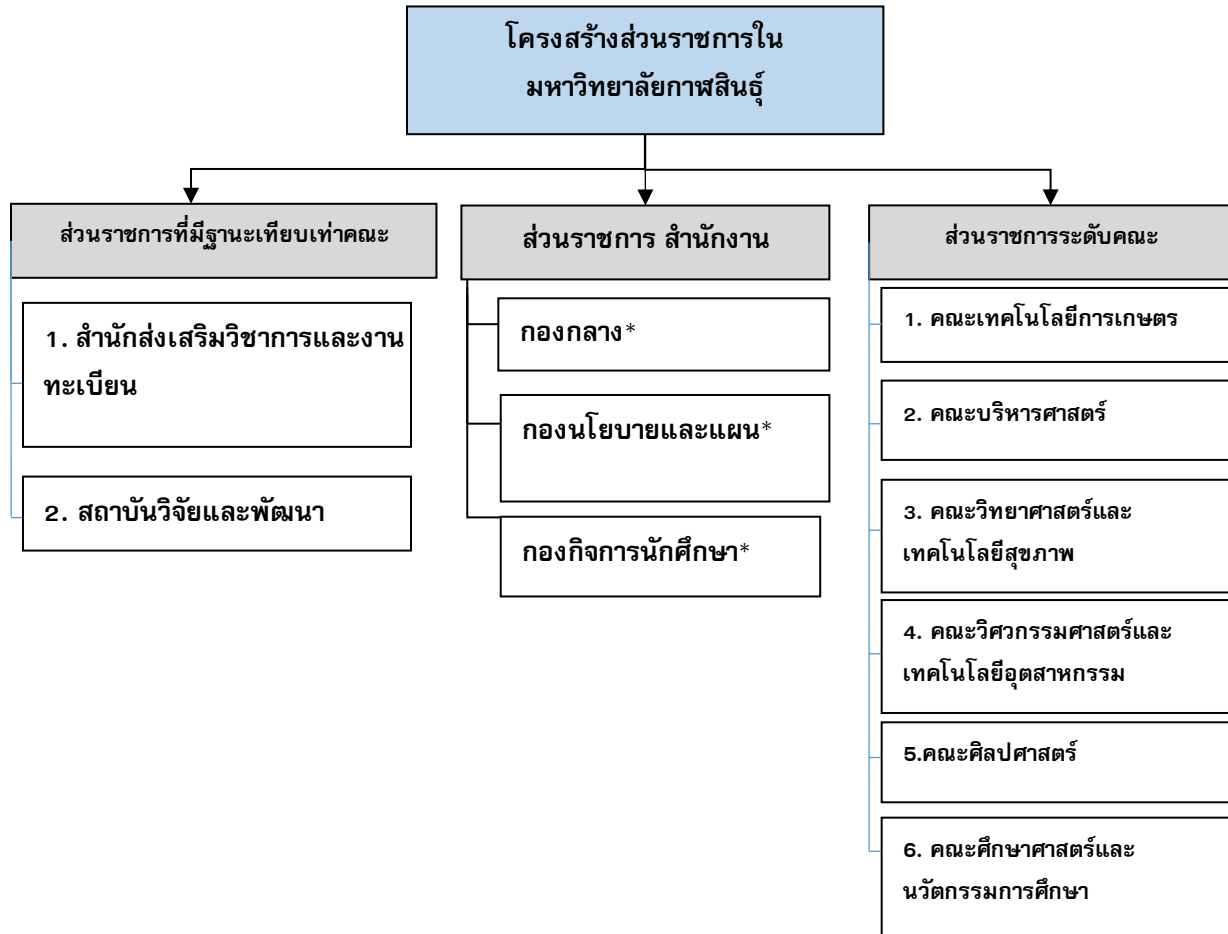 โครงสร้างส่วนราชการใน
มหาวิทยาลัยกาฬสินธุ์
ส่วนราชการที่มีฐานะเทียบเท่าคณะ
1. สำนักส่งเสริมวิชาการและงาน
ทะเบียน
2. สถาบันวิจัยและพัฒนา
ส่วนราชการ สำนักงาน
กองกลาง*
กองนโยบายและแผน*
กองกิจการนักศึกษา*
ส่วนราชการระดับคณะ
1. คณะเทคโนโลยีการเกษตร
2. คณะบริหารศาสตร์
3. คณะวิทยาศาสตร์และ
เทคโนโลยีสุขภาพ
4. คณะวิศวกรรมศาสตร์และ
เทคโนโลยีอุตสาหกรรม
5.คณะศิลปศาสตร์
6. คณะศึกษาศาสตร์และ
นวัตกรรมการศึกษา